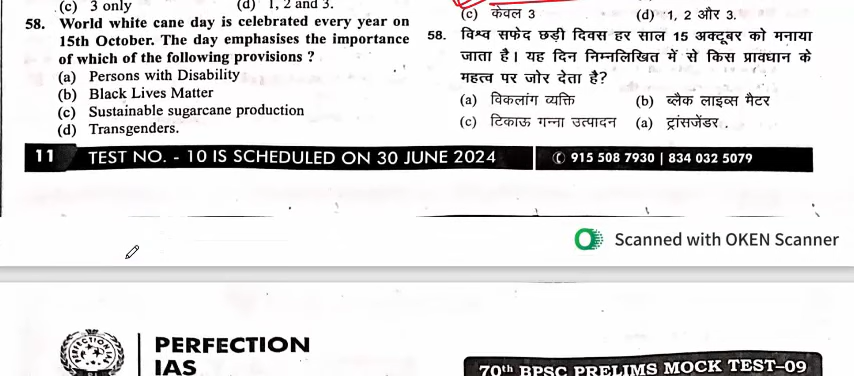 (c) 3 only (d) 1, 2 and 3.
58. World white cane day is celebrated every year on
15th October. The day emphasises the importance
of which of the following provisions ?
(a) Persons with Disability
(b) Black Lives Matter
(c) Sustainable sugarcane production
(d) Transgenders.
(c) केवल 3 (d) 1, 2 और 3.
58. विश्व सफेद छड़ी दिवस हर साल 15 अक्टूबर को मनाया
जाता है। यह दिन निम्नलिखित में से किस प्रावधान के
महत्व पर जोर देता है?
(a) विकलांग व्यक्ति (b) ब्लैक लाइव्स मैटर
(c) टिकाऊ गन्ना उत्पादन (a) ट्रांसजेंडर .
11 TEST NO. - 10 IS SCHEDULED ON 30 JUNE 2024 ✆ 915 508 7930 | 834 032 5079
Scanned with OKEN Scanner
PERFECTION
IAS
70th BPSC PRELIMS MOCK TEST–09